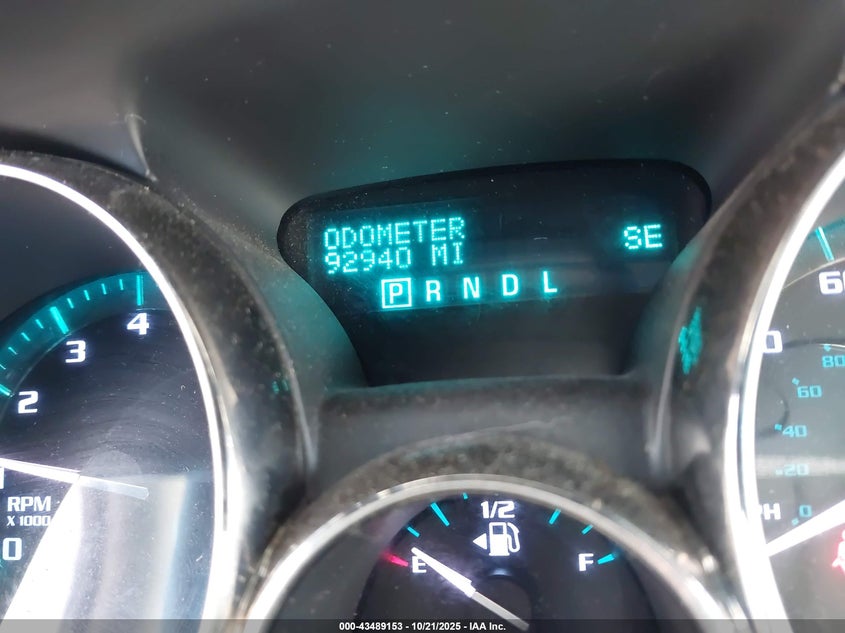 ODOMETER SE
92940 MI
P R N D L
4
3
2
RPM
X 1000
0
1/2
E F
60
80
60
40
20
0
000-43489153 • 10/21/2025 • IAA Inc.